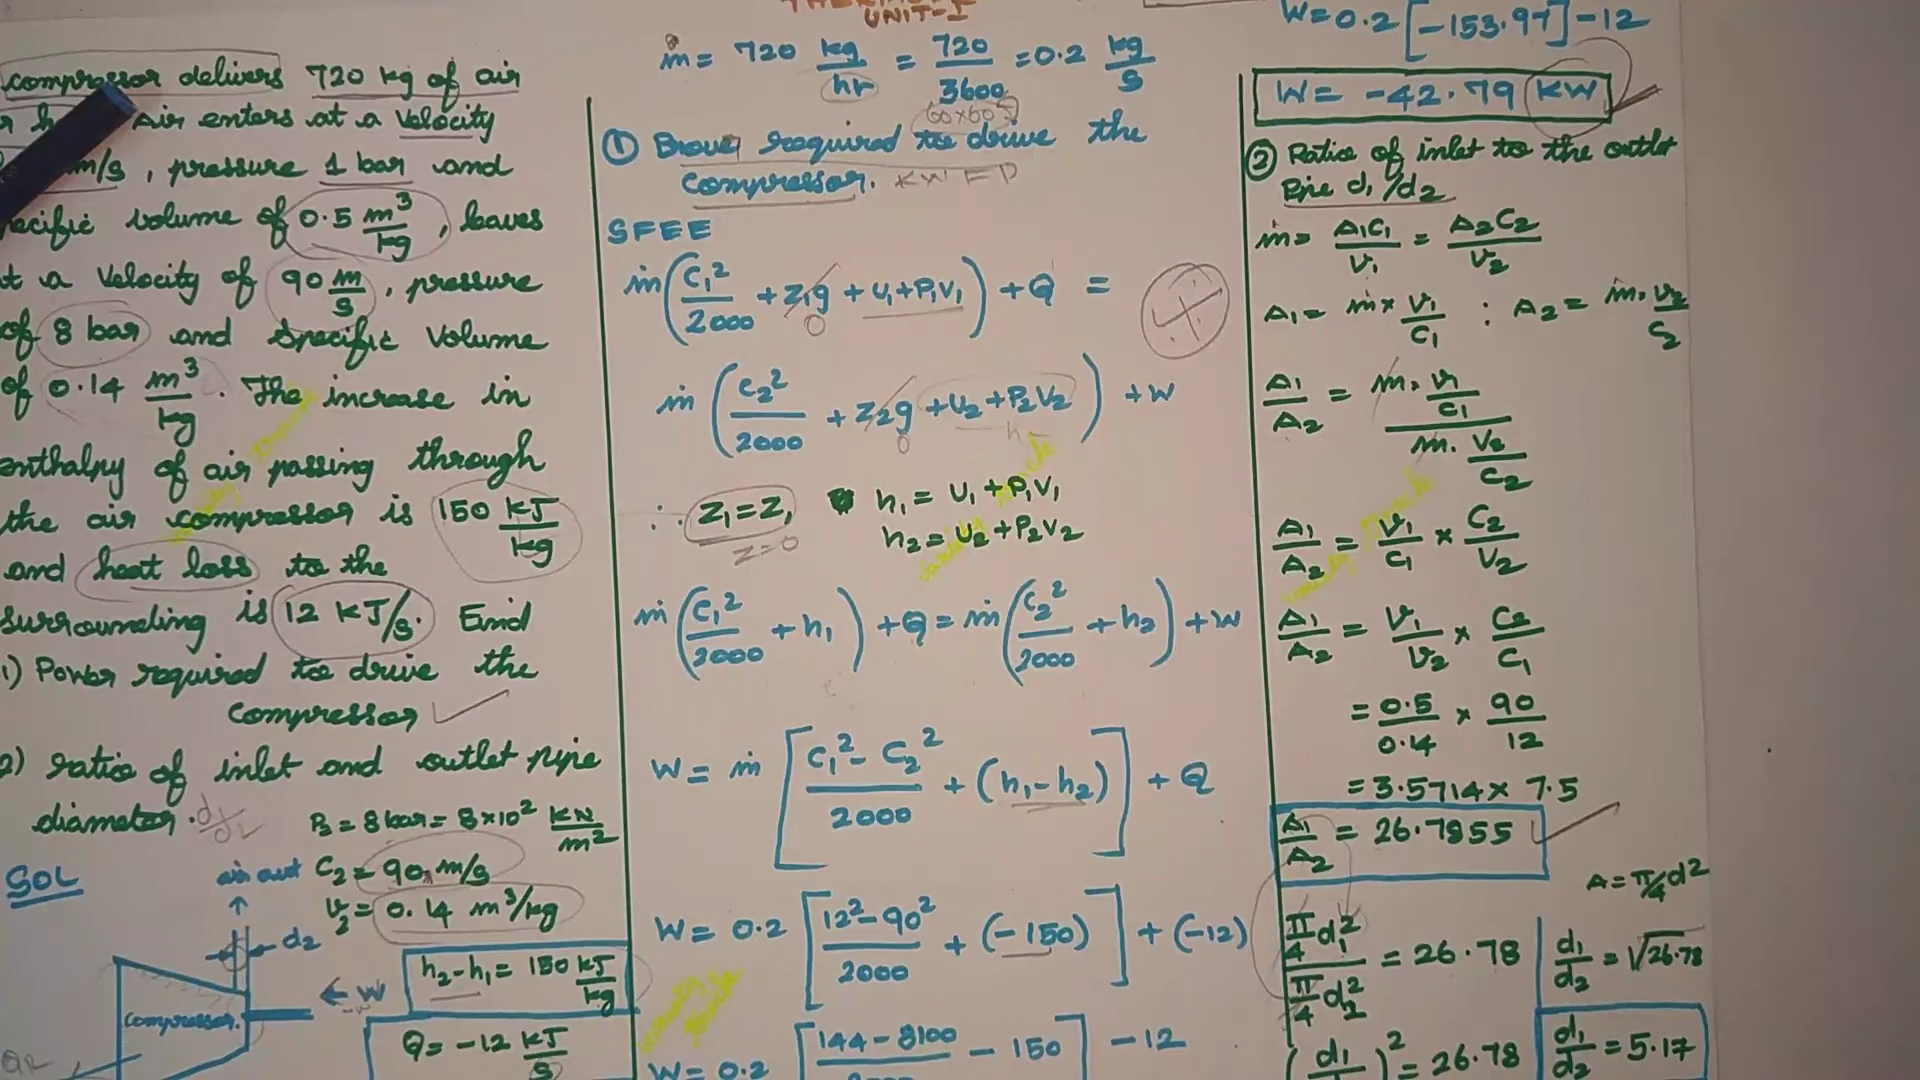 UNIT-I
compressor delivers 720 kg of air
Air enters at a velocity
m/s, pressure 1 bar and
ecific volume of 0.5 m³/kg, leaves
at a velocity of 90 m/s, pressure
of 8 bar and specific volume
of 0.14 m³/kg. The increase in
enthalpy of air passing through
the air compressor is 150 KJ/kg
and heat loss to the
surrounding is 12 KJ/s. Find
1) Power required to drive the
compressor
2) ratio of inlet and outlet pipe
diameter.
P₂ = 8 bar = 8×10² KN/m²
SOL
air out
C₂ = 90 m/s
v₂ = 0.14 m³/kg
d₂
← W
h₂-h₁ = 150 KJ/kg
compressor.
Q = -12 KJ/s
ṁ = 720 kg/hr = 720/3600 = 0.2 kg/s
60×60
① Power required to drive the
compressor. KW
SFEE
ṁ(C₁²/2000 + Z₁g + u₁+P₁V₁) + Q =
0
ṁ(C₂²/2000 + Z₂g + u₂+P₂V₂) + W
0 h
∴ Z₁=Z, h₁ = u₁+P₁V₁
Z=0 h₂ = u₂+P₂V₂
ṁ(C₁²/2000 + h₁) + Q = ṁ(C₂²/2000 + h₂) + W
W = ṁ[C₁²-C₂²/2000 + (h₁-h₂)] + Q
W = 0.2 [12²-90²/2000 + (-150)] + (-12)
W = 0.2 [144-8100/2000 - 150] - 12
W = 0.2 [-153.97] - 12
W = -42.79 KW
② Ratio of inlet to the outlet
Pipe d₁/d₂
ṁ = A₁C₁/V₁ = A₂C₂/V₂
A₁ = ṁ × V₁/C₁ : A₂ = ṁ. V₂/C₂
A₁/A₂ = ṁ. V₁/C₁ / ṁ. V₂/C₂
A₁/A₂ = V₁/C₁ × C₂/V₂
A₁/A₂ = V₁/V₂ × C₂/C₁
= 0.5/0.14 × 90/12
= 3.5714 × 7.5
A₁/A₂ = 26.7855
A = π/4 d²
π/4 d₁² / π/4 d₂² = 26.78
(d₁)² = 26.78
d₁/d₂ = √26.78
d₁/d₂ = 5.17